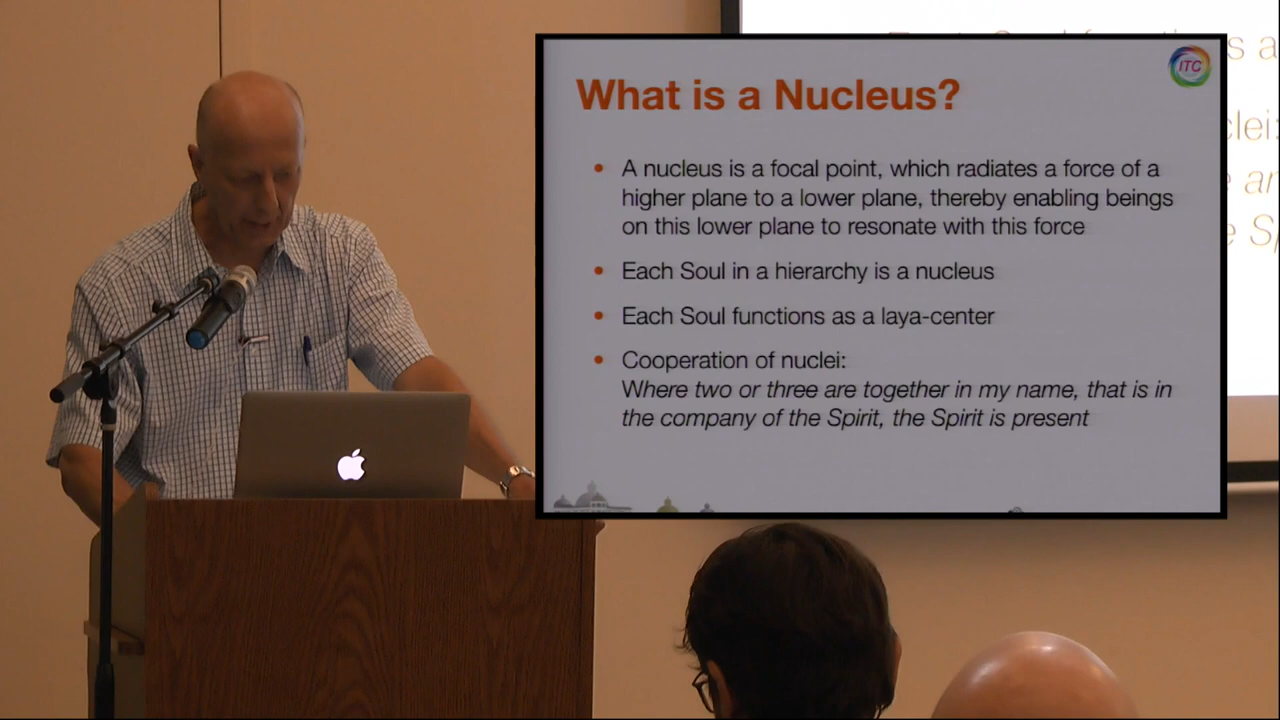 ITC
What is a Nucleus?
A nucleus is a focal point, which radiates a force of a
higher plane to a lower plane, thereby enabling beings
on this lower plane to resonate with this force
Each Soul in a hierarchy is a nucleus
Each Soul functions as a laya-center
Cooperation of nuclei:
Where two or three are together in my name, that is in
the company of the Spirit, the Spirit is present